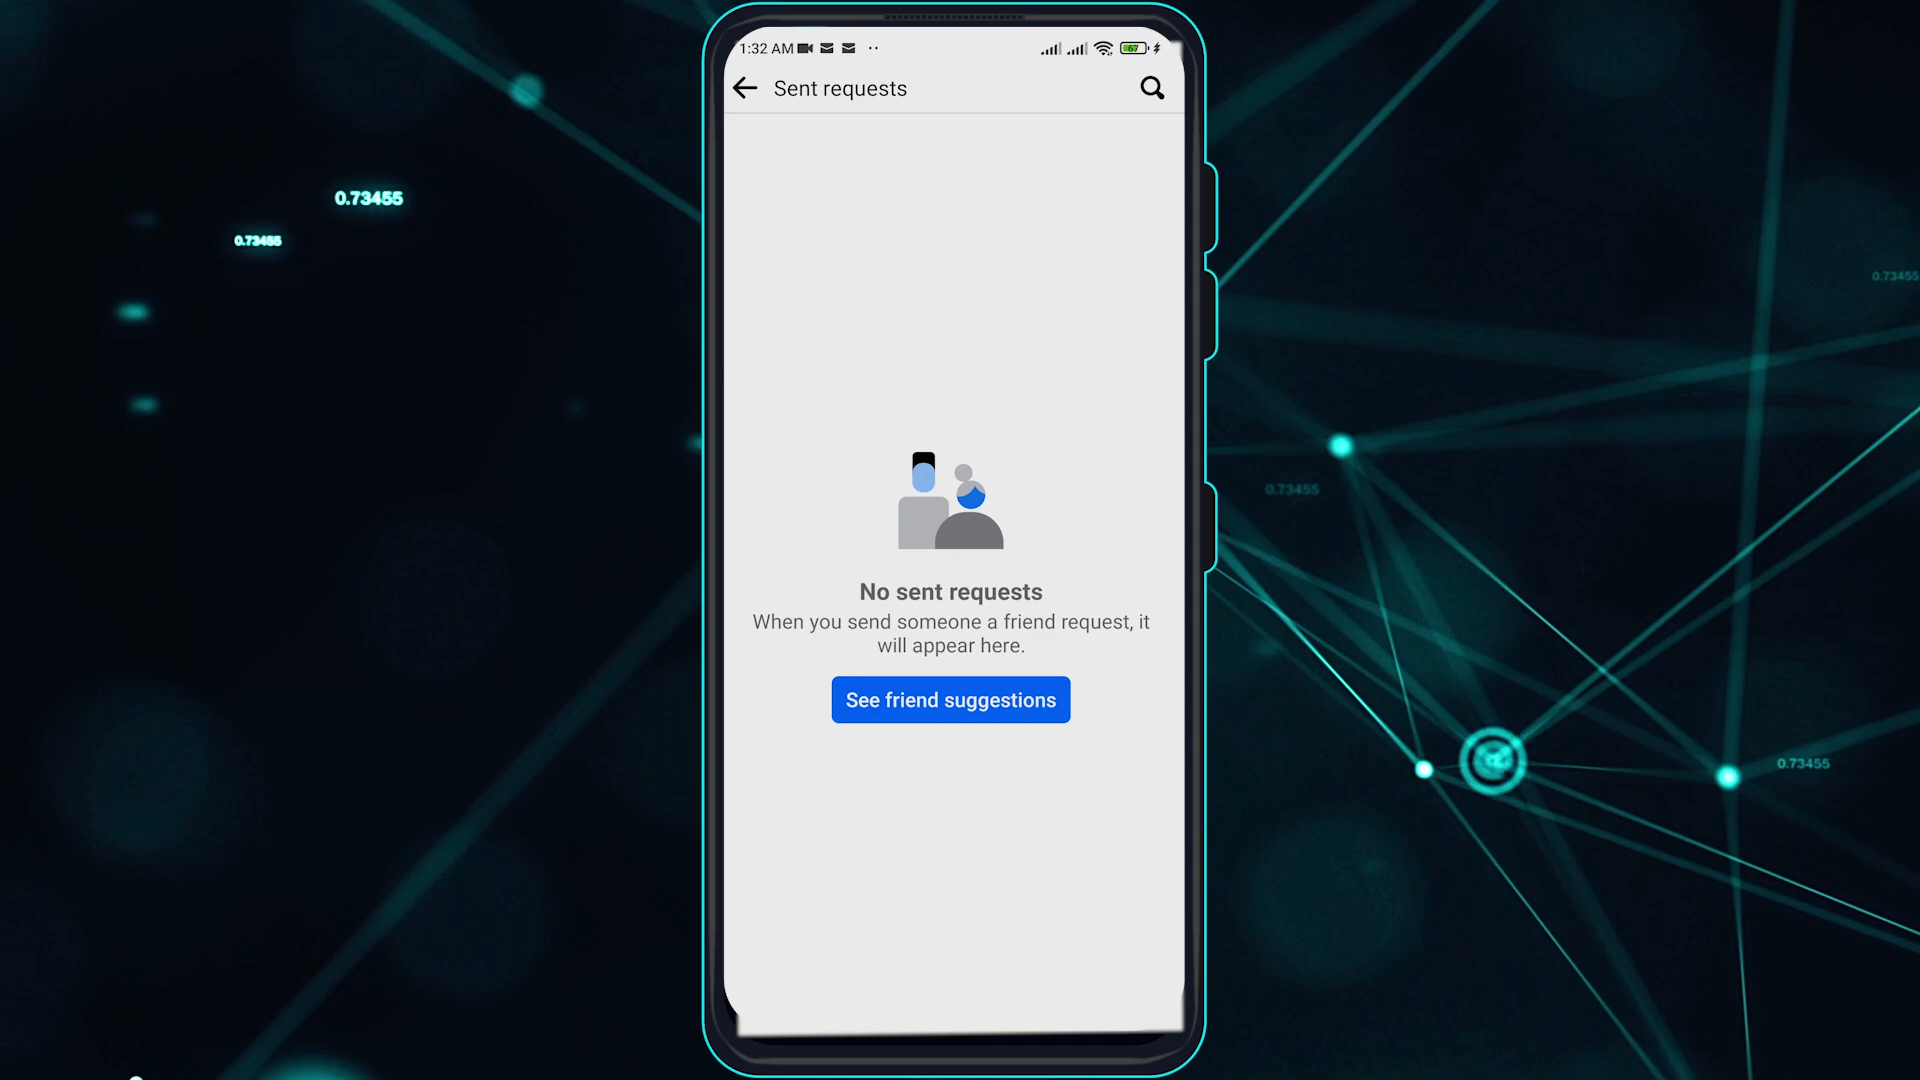 1:32 AM
67
Sent requests
0.73455
0.73455
0.73455
0.73455
No sent requests
When you send someone a friend request, it
will appear here.
See friend suggestions
0.73455